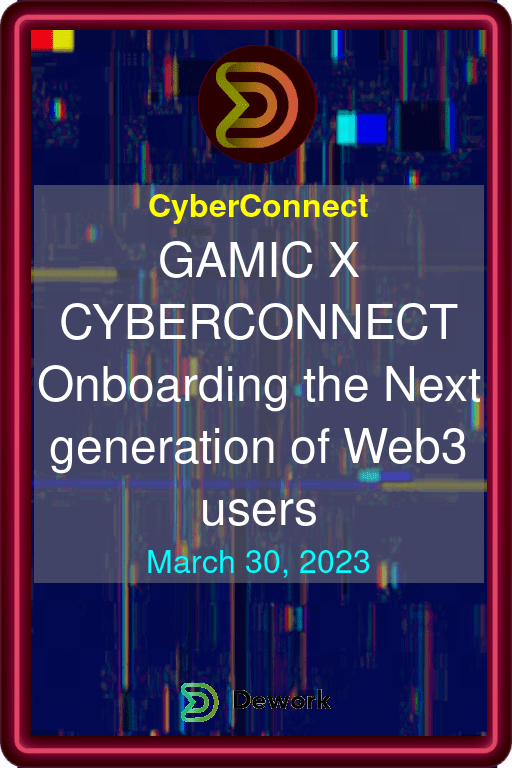 CyberConnect
GAMIC X
CYBERCONNECT
Onboarding the Next
generation of Web3
users
March 30, 2023
Dework